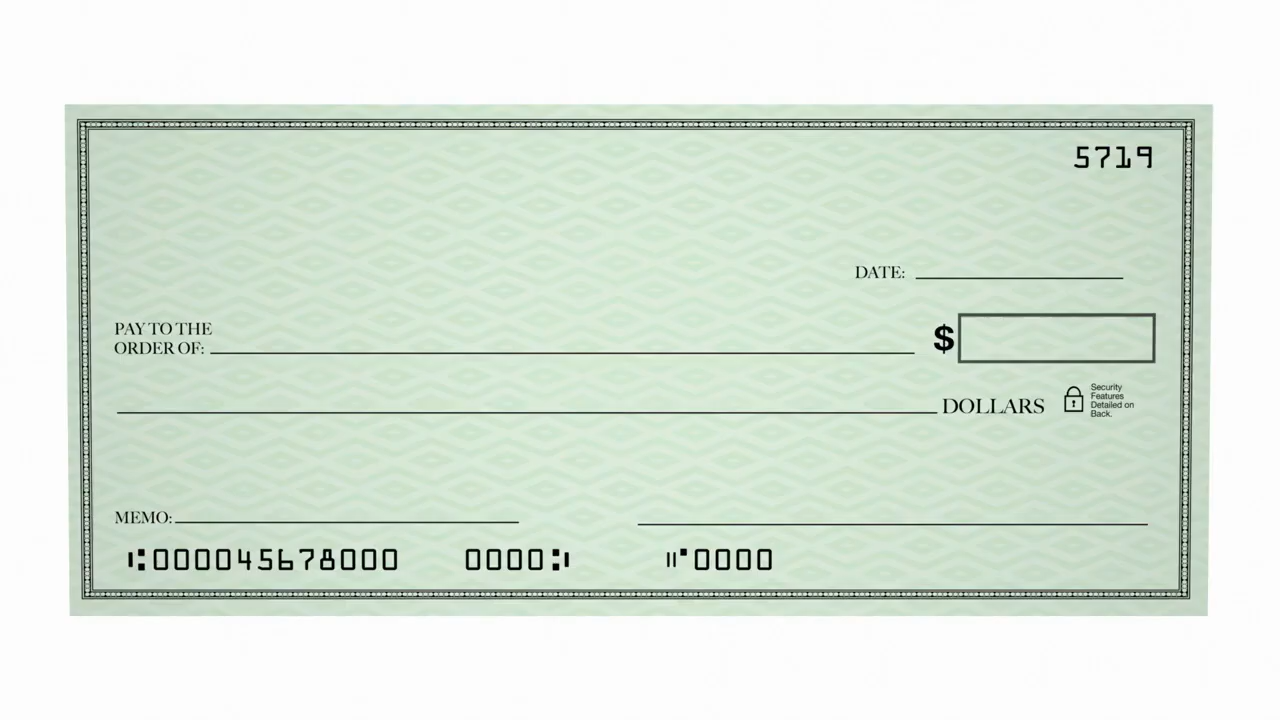 5719
DATE:
PAY TO THE
ORDER OF:
$
DOLLARS
Security
Features
Detailed on
Back.
MEMO:
⑆000045678000 0000⑆ ⑈0000